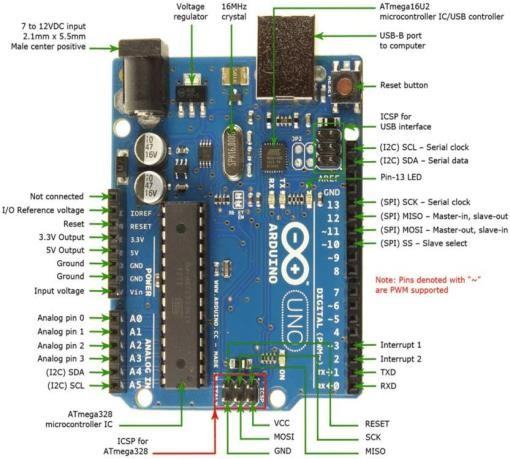 7 to 12VDC input
2.1mm x 5.5mm
Male center positive
Voltage
regulator
16MHz
crystal
ATmega16U2
microcontroller IC/USB controller
USB-B port
to computer
Reset button
ICSP for
USB interface
(I2C) SCL – Serial clock
(I2C) SDA – Serial data
Pin-13 LED
(SPI) SCK – Serial clock
(SPI) MISO – Master-in, slave-out
(SPI) MOSI – Master-out, slave-in
(SPI) SS – Slave select
Note: Pins denoted with "~"
are PWM supported
Interrupt 1
Interrupt 2
TXD
RXD
Not connected
I/O Reference voltage
Reset
3.3V Output
5V Output
Ground
Ground
Input voltage
Analog pin 0
Analog pin 1
Analog pin 2
Analog pin 3
(I2C) SDA
(I2C) SCL
ATmega328
microcontroller IC
ICSP for
ATmega328
VCC
MOSI
GND
RESET
SCK
MISO
47
16V
47
16V
JP2
RX
TX
AREF
GND
13
12
~11
~10
~9
8
7
~6
~5
4
2
IOREF
RESET
3.3V
5V
GND
GND
Vin
POWER
A0
A1
A2
A3
A4
A5
ANALOG IN
ARDUINO
UNO
ON
ICSP